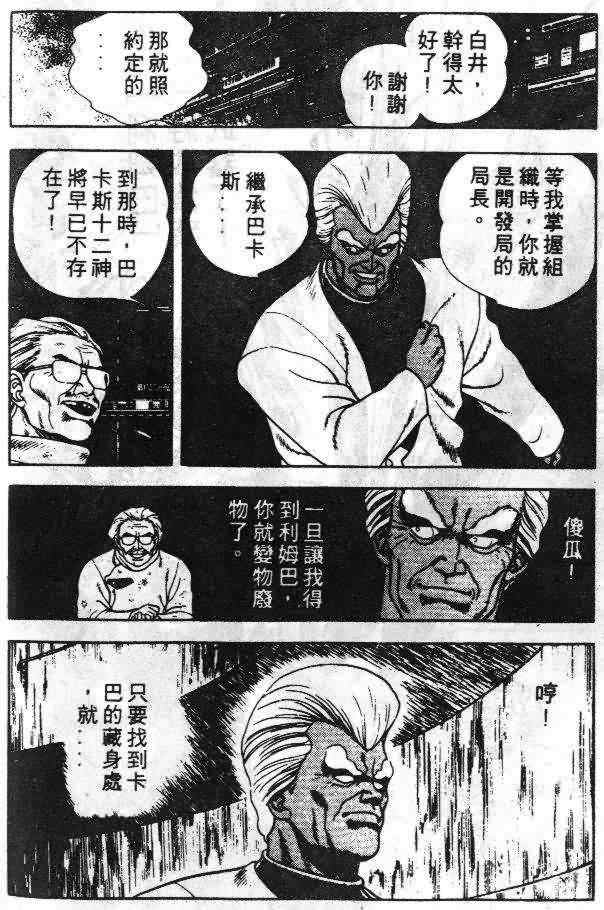 白井，
幹得太
好了！
謝謝
你！
那就照
約定的
……
等我掌握組
織時，你就
是開發局的
局長。
繼承巴卡
斯……
到那時，巴
卡斯十二神
將早已不存
在了！
傻瓜！
一旦讓我得
到利姆巴，
你就變物廢
物了。
哼！
只要找到卡
巴的藏身處
，就……